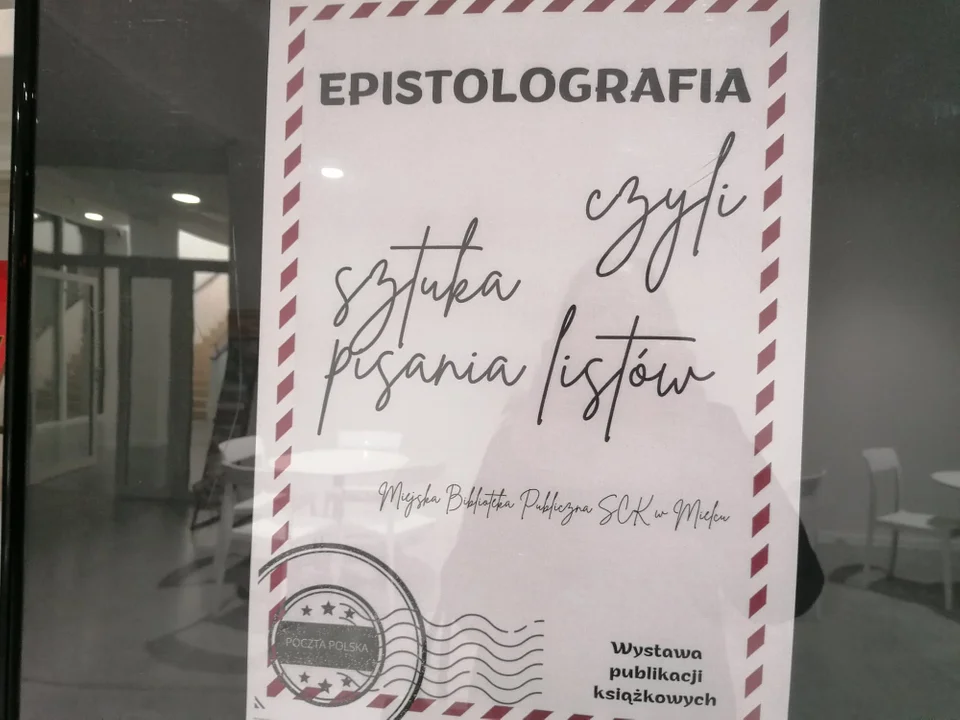 EPISTOLOGRAFIA
czyli
sztuka
pisania listów
Miejska Biblioteka Publiczna SCK w Mielcu
POCZTA POLSKA
Wystawa
publikacji
książkowych